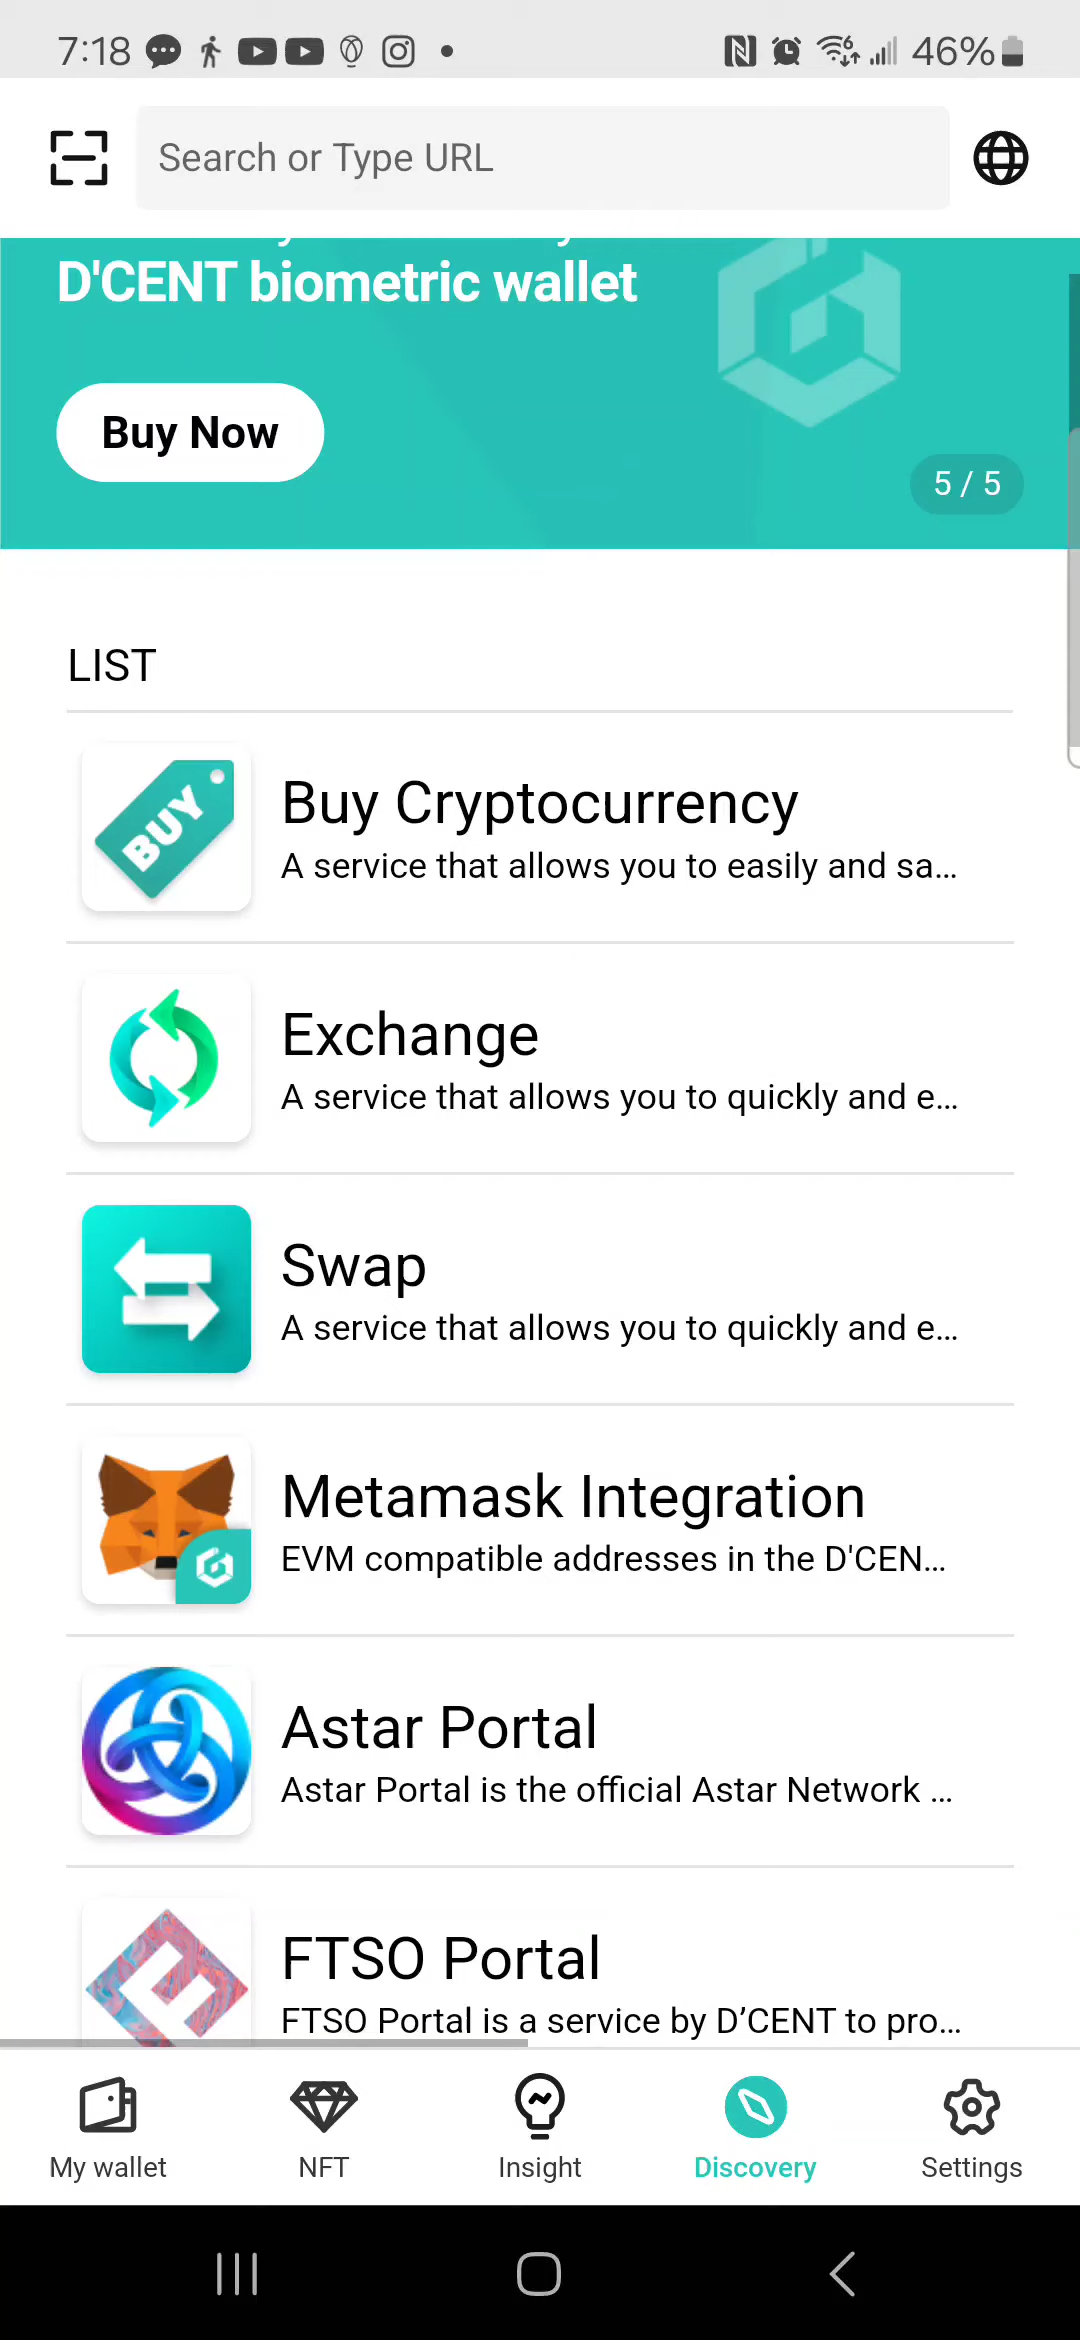 7:18
46%
Search or Type URL
D'CENT biometric wallet
Buy Now
5 / 5
LIST
BUY
Buy Cryptocurrency
A service that allows you to easily and sa...
Exchange
A service that allows you to quickly and e...
Swap
A service that allows you to quickly and e...
Metamask Integration
EVM compatible addresses in the D'CEN...
Astar Portal
Astar Portal is the official Astar Network ...
FTSO Portal
FTSO Portal is a service by D’CENT to pro...
My wallet
NFT
Insight
Discovery
Settings